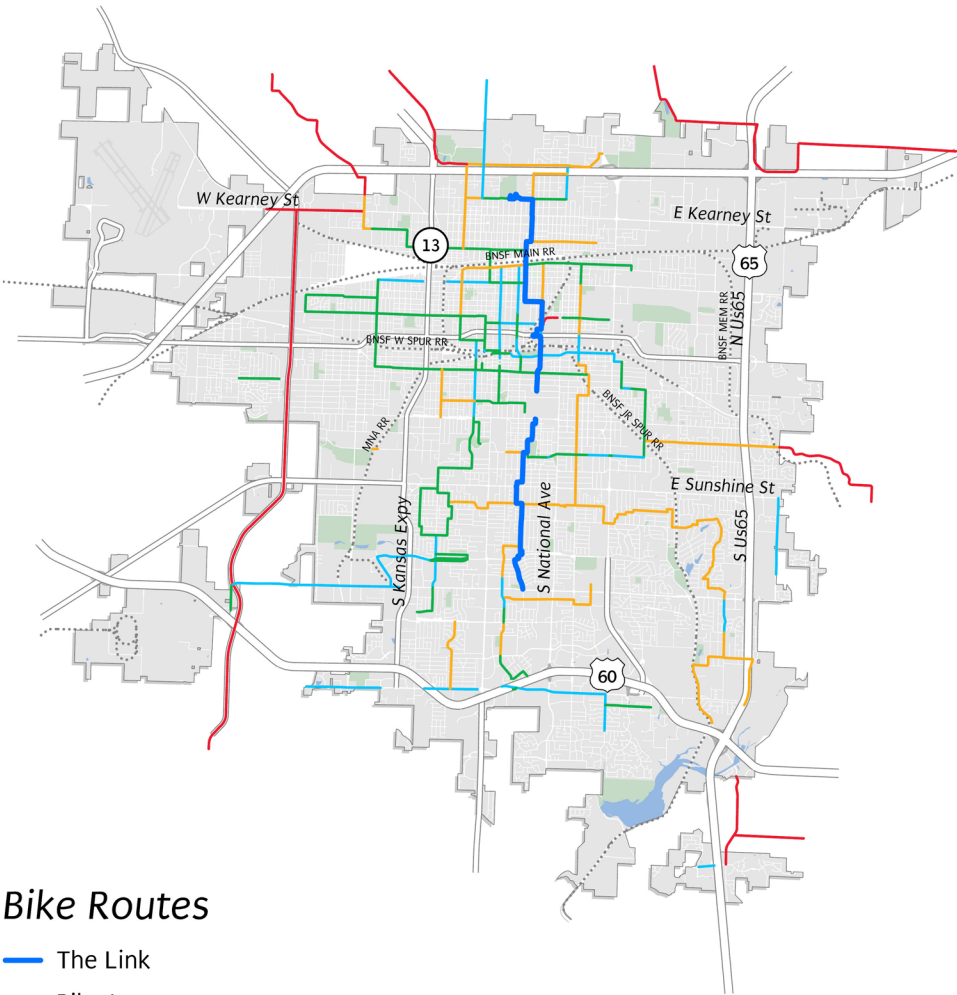 W Kearney St
E Kearney St
13
BNSF MAIN RR
65
N Us65
BNSF MEM RR
BNSF W SPUR RR
BNSF JR SPUR RR
MNA RR
E Sunshine St
S National Ave
S Kansas Expy
S Us65
60
Bike Routes
The Link